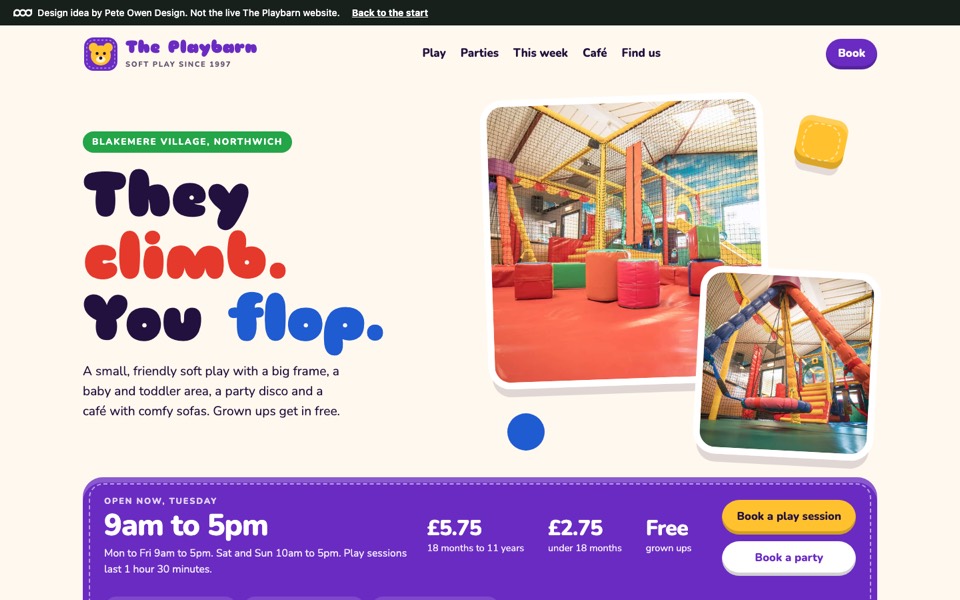 Design idea by Pete Owen Design. Not the live The Playbarn website. Back to the start
The Playbarn
SOFT PLAY SINCE 1997
Play Parties This week Café Find us
Book
BLAKEMERE VILLAGE, NORTHWICH
They
climb.
You flop.
A small, friendly soft play with a big frame, a
baby and toddler area, a party disco and a
café with comfy sofas. Grown ups get in free.
OPEN NOW, TUESDAY
9am to 5pm
Mon to Fri 9am to 5pm. Sat and Sun 10am to 5pm. Play sessions
last 1 hour 30 minutes.
£5.75
18 months to 11 years
£2.75
under 18 months
Free
grown ups
Book a play session
Book a party